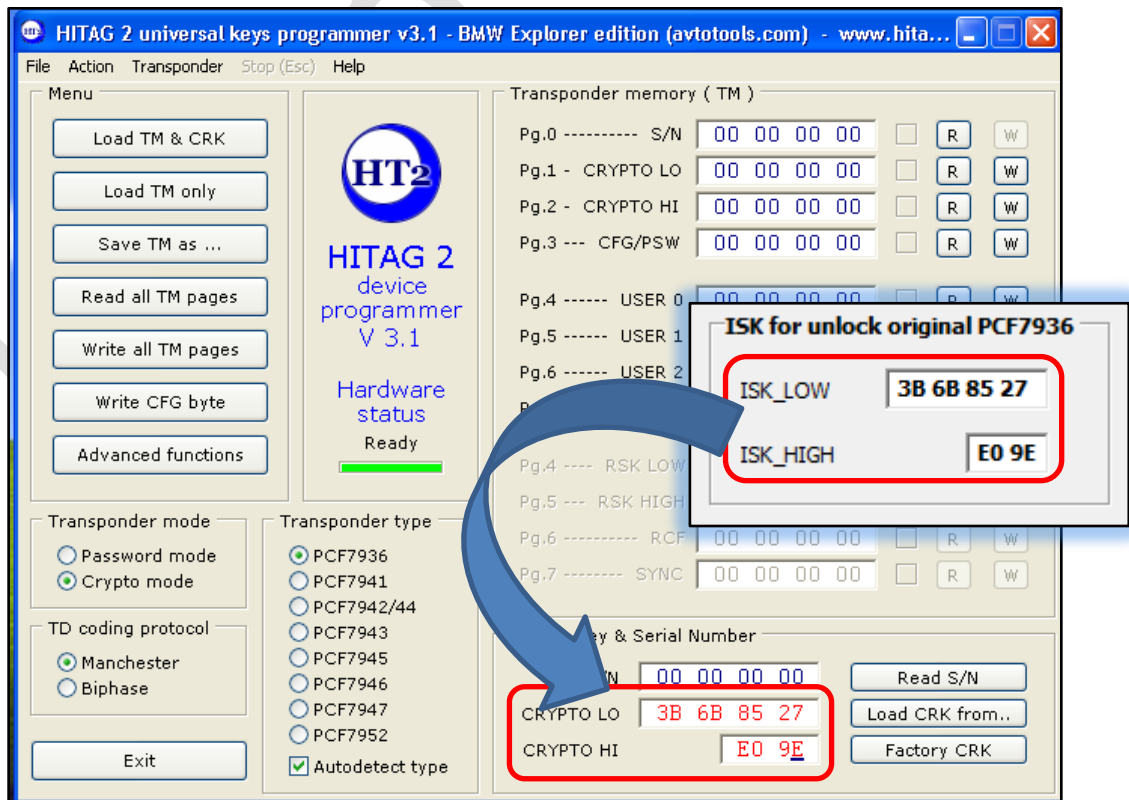 HITAG 2 universal keys programmer v3.1 - BMW Explorer edition (avtotools.com) - www.hita...
File Action Transponder Stop (Esc) Help
Menu
Load TM & CRK
Load TM only
Save TM as ...
Read all TM pages
Write all TM pages
Write CFG byte
Advanced functions
HT2
HITAG 2
device
programmer
V 3.1
Hardware
status
Ready
Transponder memory ( TM )
Pg.0 ---------- S/N 00 00 00 00 R W
Pg.1 - CRYPTO LO 00 00 00 00 R W
Pg.2 - CRYPTO HI 00 00 00 00 R W
Pg.3 --- CFG/PSW 00 00 00 00 R W
Pg.4 ------ USER 0 00 00 00 00 R W
Pg.5 ------ USER 1
Pg.6 ------ USER 2
Pg.4 ---- RSK LOW
Pg.5 --- RSK HIGH
Pg.6 ---------- RCF 00 00 00 00 R W
Pg.7 -------- SYNC 00 00 00 00 R W
ISK for unlock original PCF7936
ISK_LOW 3B 6B 85 27
ISK_HIGH E0 9E
Transponder mode
Password mode
Crypto mode
TD coding protocol
Manchester
Biphase
Exit
Transponder type
PCF7936
PCF7941
PCF7942/44
PCF7943
PCF7945
PCF7946
PCF7947
PCF7952
Autodetect type
& Serial Number
00 00 00 00 Read S/N
CRYPTO LO 3B 6B 85 27 Load CRK from..
CRYPTO HI E0 9E Factory CRK